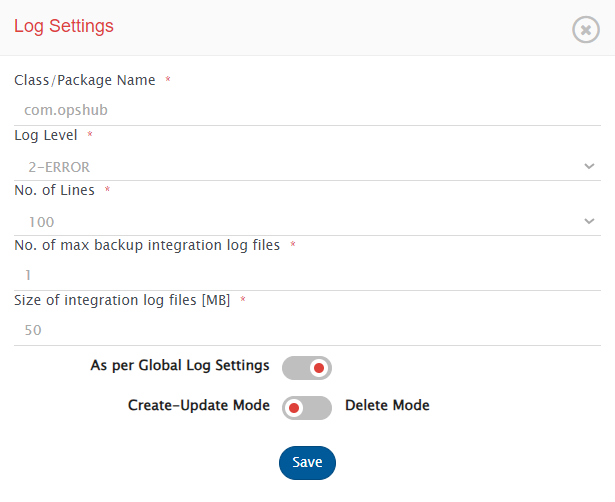 Log Settings
Class/Package Name *
com.opshub
Log Level *
2-ERROR
No. of Lines *
100
No. of max backup integration log files *
1
Size of integration log files [MB] *
50
As per Global Log Settings
Create-Update Mode Delete Mode
Save